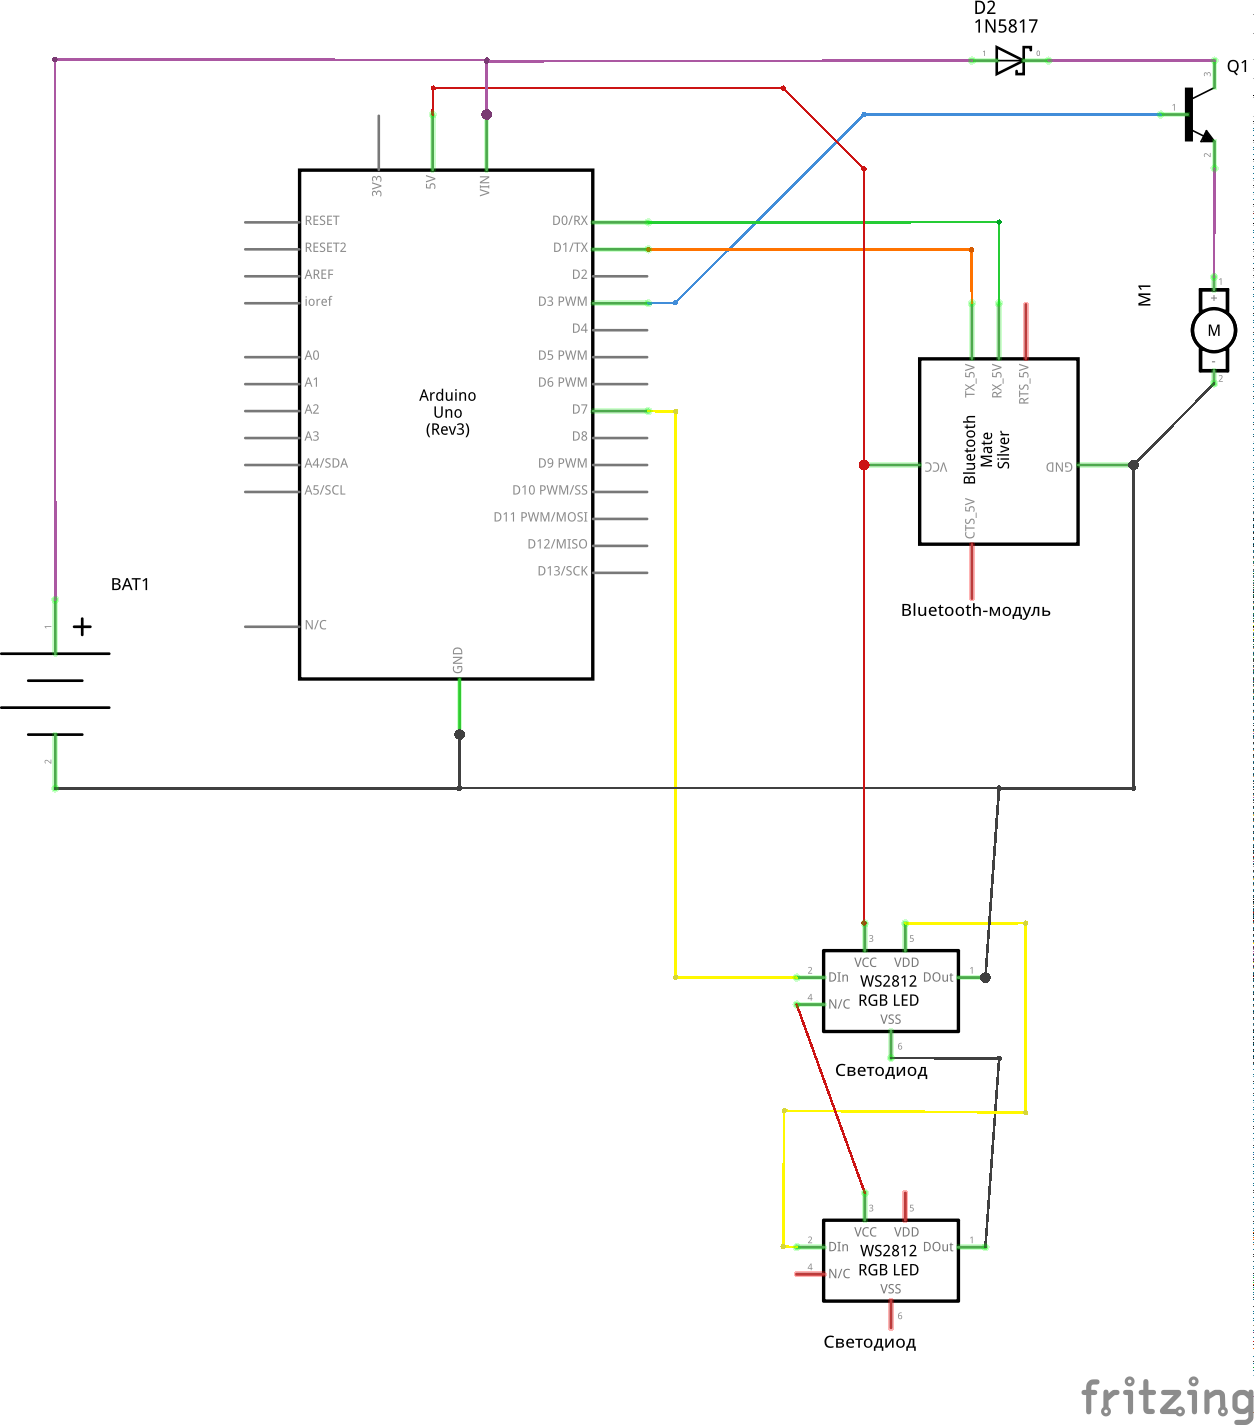 D2
1N5817
1
0
Q1
3
1
2
3V3
5V
VIN
RESET
RESET2
AREF
ioref
A0
A1
A2
A3
A4/SDA
A5/SCL
N/C
D0/RX
D1/TX
D2
D3 PWM
D4
D5 PWM
D6 PWM
D7
D8
D9 PWM
D10 PWM/SS
D11 PWM/MOSI
D12/MISO
D13/SCK
Arduino
Uno
(Rev3)
GND
M1
1
+
M
-
2
TX_5V
RX_5V
RTS_5V
VCC
GND
Bluetooth
Mate
Silver
CTS_5V
Bluetooth-модуль
BAT1
1
+
2
3
5
VCC
VDD
2
DIn
WS2812
DOut
1
4
N/C
RGB LED
VSS
6
Светодиод
3
5
VCC
VDD
2
DIn
WS2812
DOut
1
4
N/C
RGB LED
VSS
6
Светодиод
fritzing